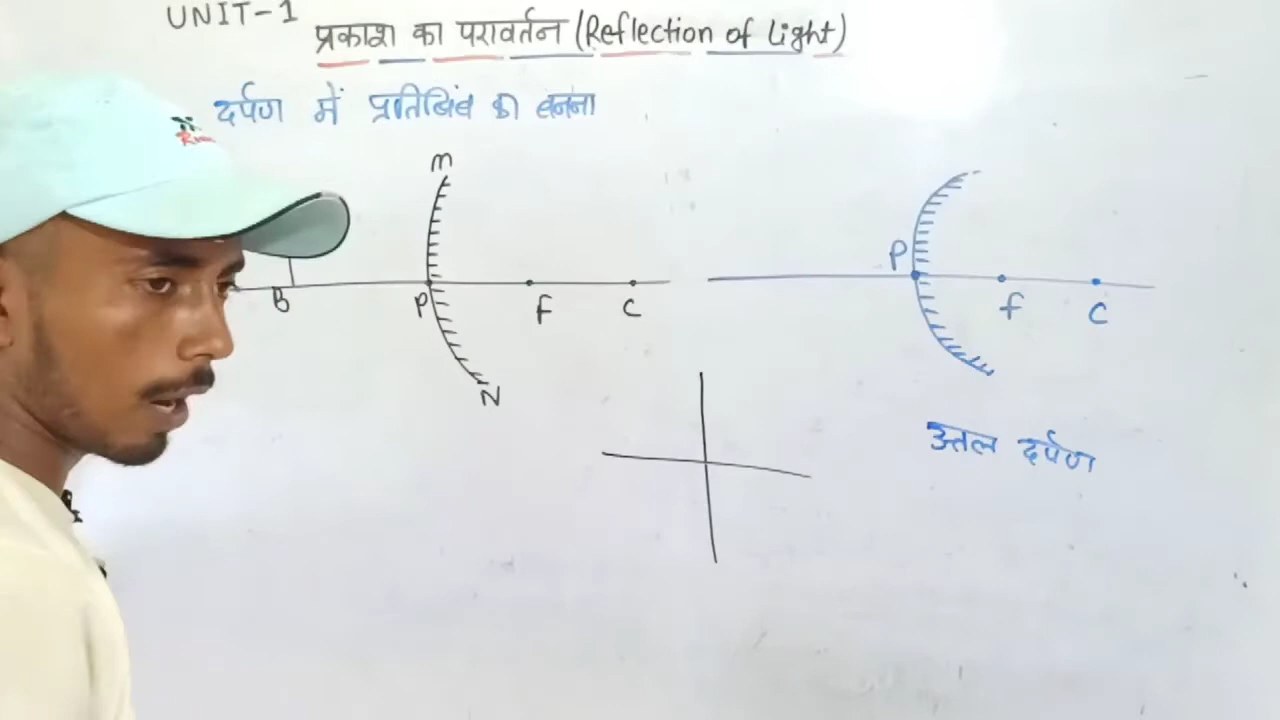 UNIT-1
प्रकाश का परावर्तन (Reflection of light)
दर्पण में प्रतिबिंब का बनना
M
P
B
P
F
C
f
C
N
उत्तल दर्पण